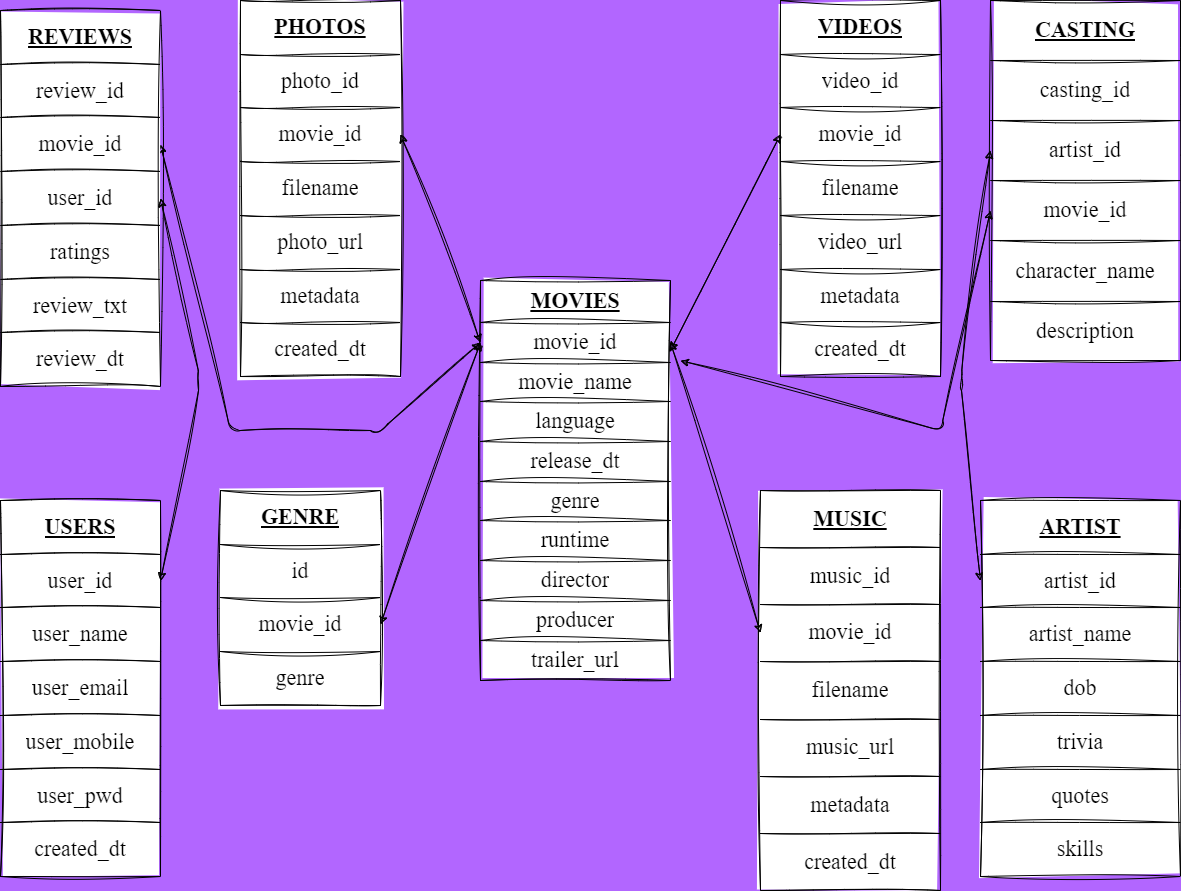 REVIEWS
review_id
movie_id
user_id
ratings
review_txt
review_dt
PHOTOS
photo_id
movie_id
filename
photo_url
metadata
created_dt
VIDEOS
video_id
movie_id
filename
video_url
metadata
created_dt
CASTING
casting_id
artist_id
movie_id
character_name
description
MOVIES
movie_id
movie_name
language
release_dt
genre
runtime
director
producer
trailer_url
USERS
user_id
user_name
user_email
user_mobile
user_pwd
created_dt
GENRE
id
movie_id
genre
MUSIC
music_id
movie_id
filename
music_url
metadata
created_dt
ARTIST
artist_id
artist_name
dob
trivia
quotes
skills